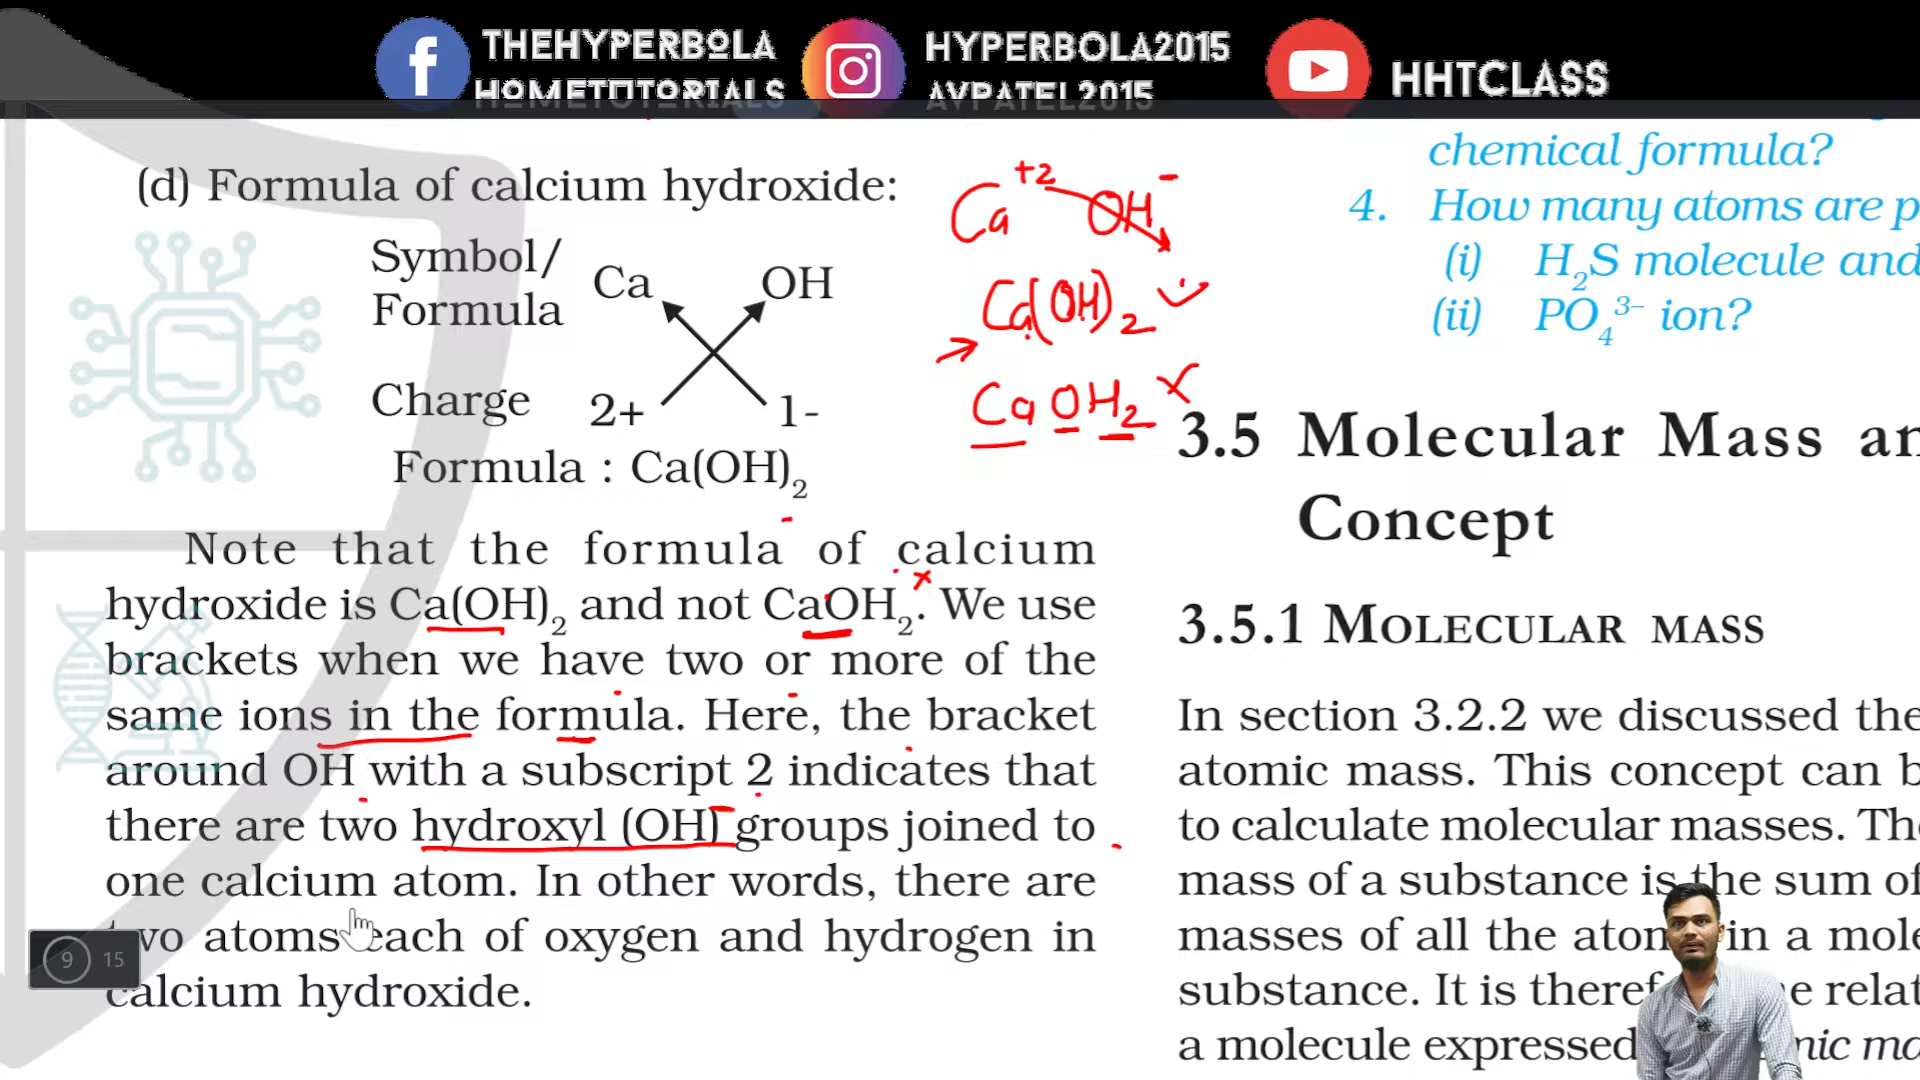 THEHYPERBOLA
HOMETUTORIALS
HYPERBOLA2015
AVPATEL2015
HHTCLASS
(d) Formula of calcium hydroxide:
Symbol/
Formula
Ca OH
Charge 2+ 1-
Formula : Ca(OH)2
Note that the formula of calcium
hydroxide is Ca(OH)2 and not CaOH2. We use
brackets when we have two or more of the
same ions in the formula. Here, the bracket
around OH with a subscript 2 indicates that
there are two hydroxyl (OH) groups joined to
one calcium atom. In other words, there are
two atoms each of oxygen and hydrogen in
calcium hydroxide.
9 15
Ca+2 OH-
Ca(OH)2
CaOH2 ×
chemical formula?
4. How many atoms are p
(i) H2S molecule and
(ii) PO4 3– ion?
3.5 Molecular Mass an
Concept
3.5.1 MOLECULAR MASS
In section 3.2.2 we discussed the
atomic mass. This concept can b
to calculate molecular masses. The
mass of a substance is the sum of
masses of all the atom in a mole
substance. It is theref e relat
a molecule expressed mic ma